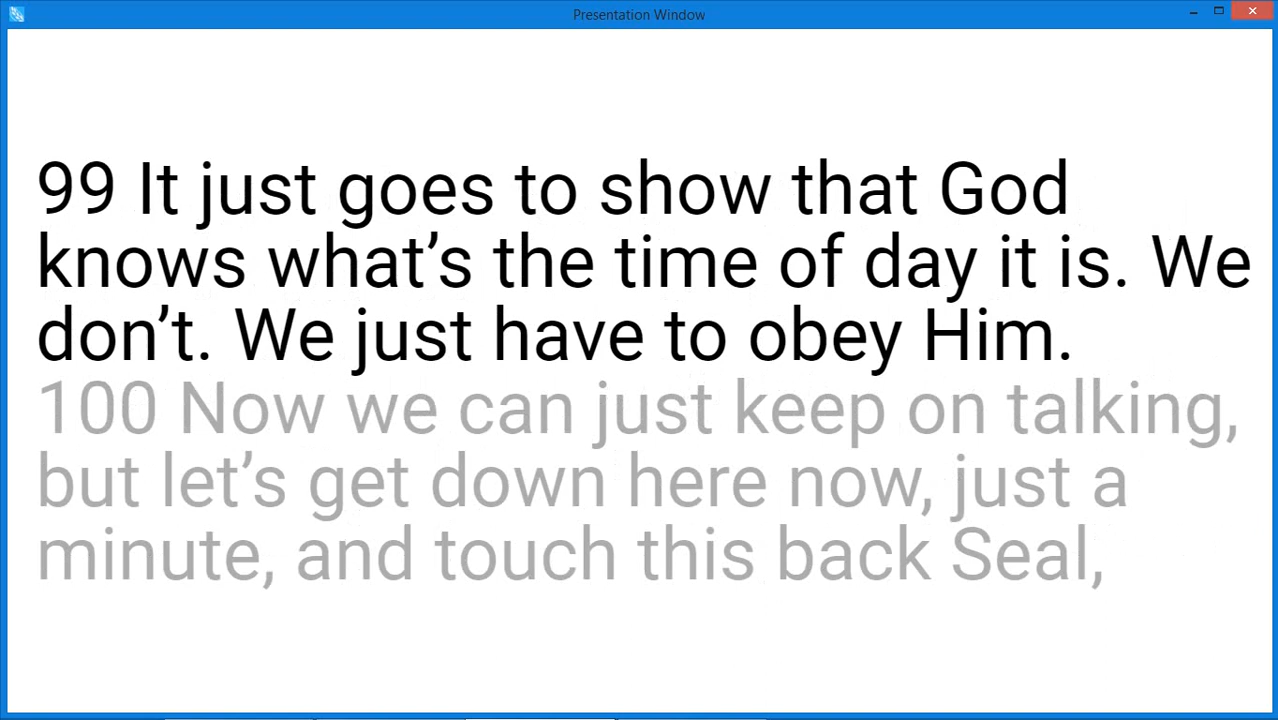 Presentation Window
99 It just goes to show that God
knows what’s the time of day it is. We
don’t. We just have to obey Him.
100 Now we can just keep on talking,
but let’s get down here now, just a
minute, and touch this back Seal,